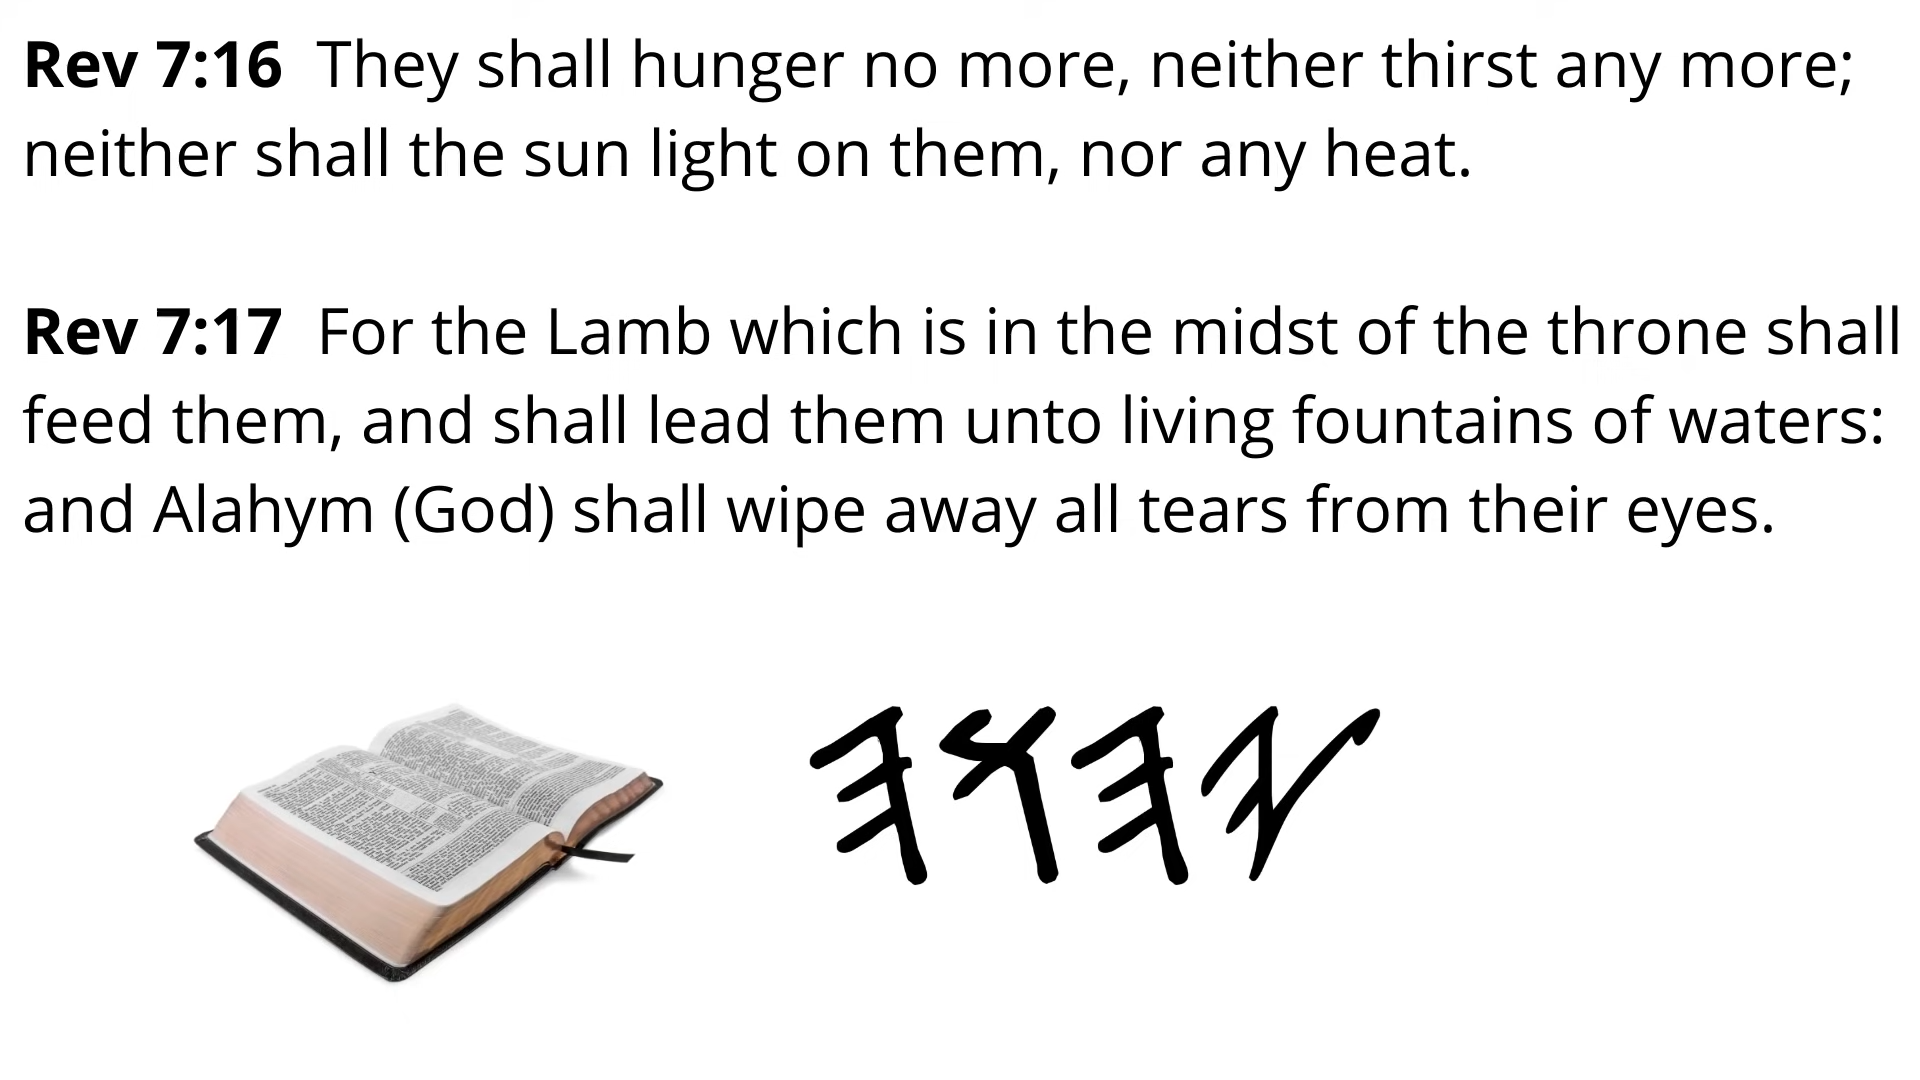 Rev 7:16  They shall hunger no more, neither thirst any more;
neither shall the sun light on them, nor any heat.
Rev 7:17  For the Lamb which is in the midst of the throne shall
feed them, and shall lead them unto living fountains of waters:
and Alahym (God) shall wipe away all tears from their eyes.
𐤉𐤄𐤅𐤄